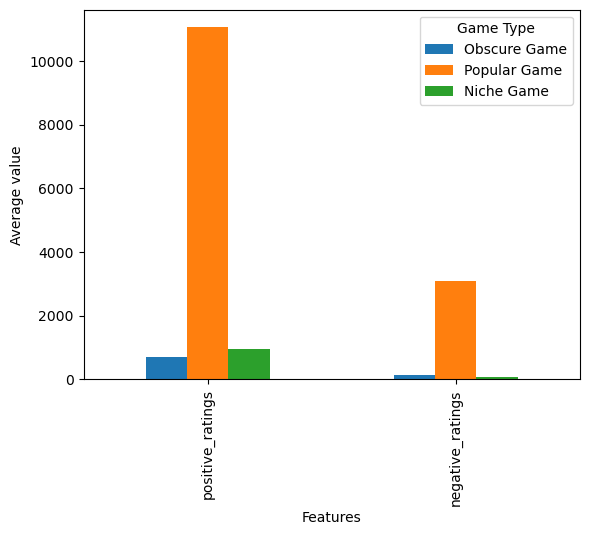 Game Type
Obscure Game
Popular Game
Niche Game
10000
8000
6000
4000
2000
0
Average value
positive_ratings
negative_ratings
Features